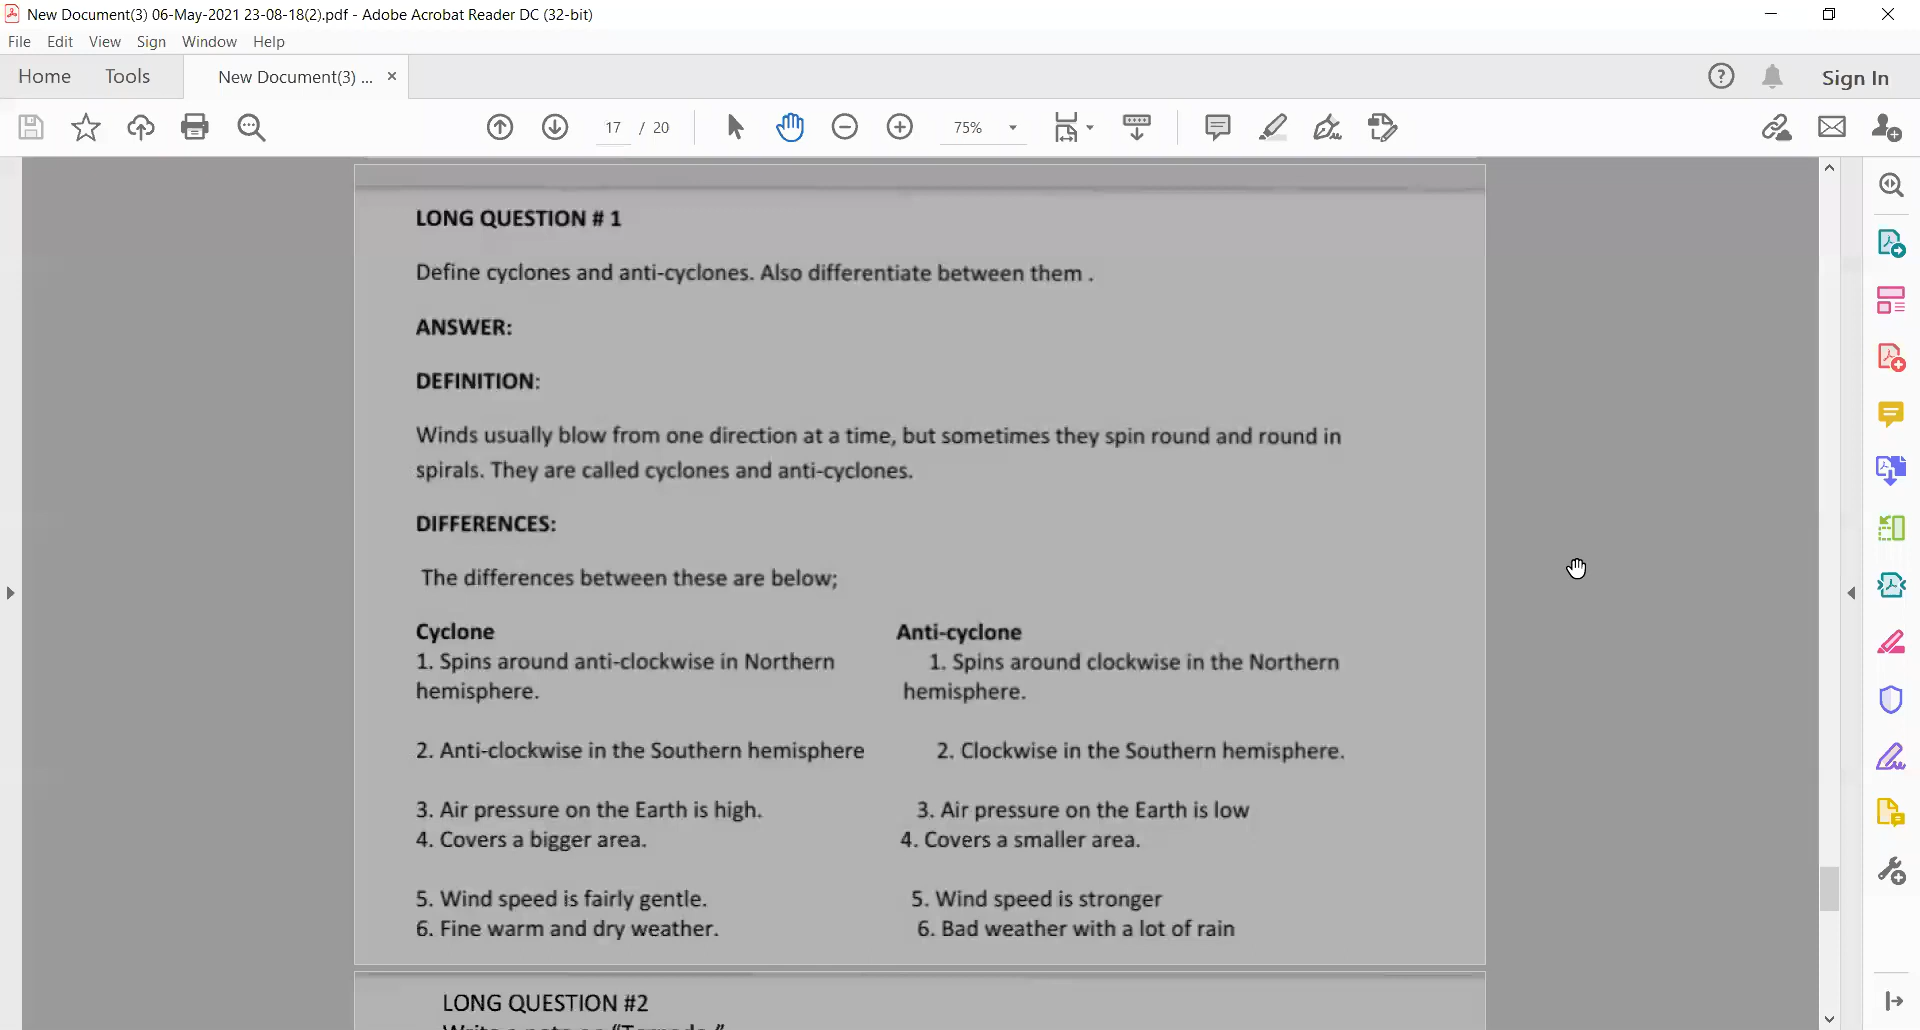 New Document(3) 06-May-2021 23-08-18(2).pdf - Adobe Acrobat Reader DC (32-bit)
File Edit View Sign Window Help
Home Tools New Document(3) ... × Sign In
17 / 20 75%
LONG QUESTION # 1
Define cyclones and anti-cyclones. Also differentiate between them .
ANSWER:
DEFINITION:
Winds usually blow from one direction at a time, but sometimes they spin round and round in
spirals. They are called cyclones and anti-cyclones.
DIFFERENCES:
The differences between these are below;
Cyclone
1. Spins around anti-clockwise in Northern
hemisphere.
2. Anti-clockwise in the Southern hemisphere
3. Air pressure on the Earth is high.
4. Covers a bigger area.
5. Wind speed is fairly gentle.
6. Fine warm and dry weather.
Anti-cyclone
1. Spins around clockwise in the Northern
hemisphere.
2. Clockwise in the Southern hemisphere.
3. Air pressure on the Earth is low
4. Covers a smaller area.
5. Wind speed is stronger
6. Bad weather with a lot of rain
LONG QUESTION #2
Write a note on "Tornado."